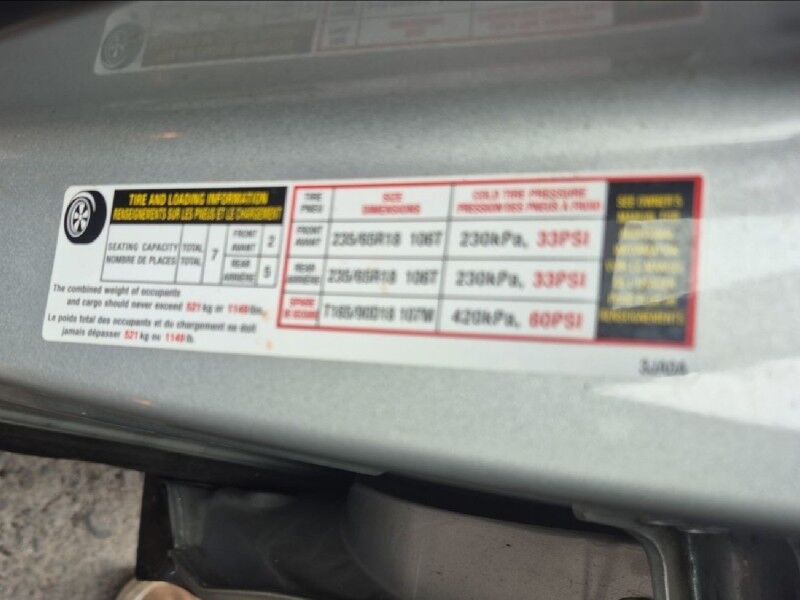 TIRE AND LOADING INFORMATION
RENSEIGNEMENTS SUR LES PNEUS ET LE CHARGEMENT
SEATING CAPACITY TOTAL 7 FRONT AVANT 2
NOMBRE DE PLACES TOTAL REAR ARRIÈRE 5
The combined weight of occupants
and cargo should never exceed 521 kg or 1149 lb.
Le poids total des occupants et du chargement ne doit
jamais dépasser 521 kg ou 1149 lb.
TIRE PNEU SIZE DIMENSIONS COLD TIRE PRESSURE PRESSION DES PNEUS À FROID
FRONT AVANT 235/65R18 106T 230kPa, 33PSI
REAR ARRIÈRE 235/65R18 106T 230kPa, 33PSI
SPARE DE SECOURS T165/90D18 107M 420kPa, 60PSI
SEE OWNER'S
MANUAL FOR
ADDITIONAL
INFORMATION